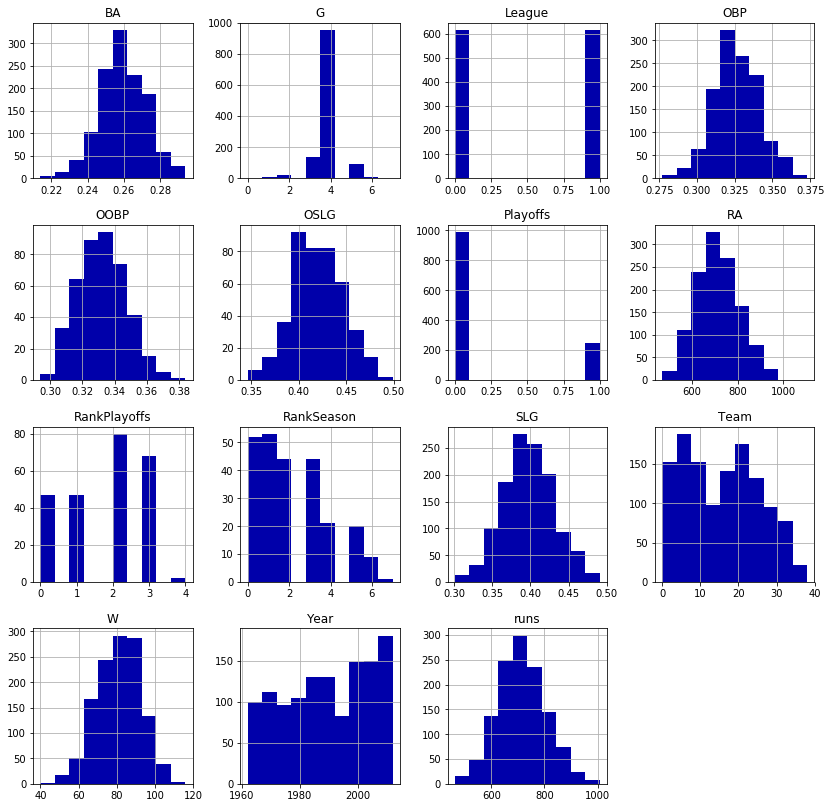 BA
G
League
OBP
300
250
200
150
100
50
0
0.22 0.24 0.26 0.28
1000
800
600
400
200
0
0 2 4 6
600
500
400
300
200
100
0
0.00 0.25 0.50 0.75 1.00
300
250
200
150
100
50
0
0.275 0.300 0.325 0.350 0.375
OOBP
OSLG
Playoffs
RA
80
60
40
20
0
0.30 0.32 0.34 0.36 0.38
80
60
40
20
0
0.35 0.40 0.45 0.50
1000
800
600
400
200
0
0.00 0.25 0.50 0.75 1.00
300
250
200
150
100
50
0
600 800 1000
RankPlayoffs
RankSeason
SLG
Team
80
60
40
20
0
0 1 2 3 4
50
40
30
20
10
0
0 2 4 6
250
200
150
100
50
0
0.30 0.35 0.40 0.45 0.50
150
100
50
0
0 10 20 30 40
W
Year
runs
300
250
200
150
100
50
0
40 60 80 100 120
150
100
50
0
1960 1980 2000
300
250
200
150
100
50
0
600 800 1000